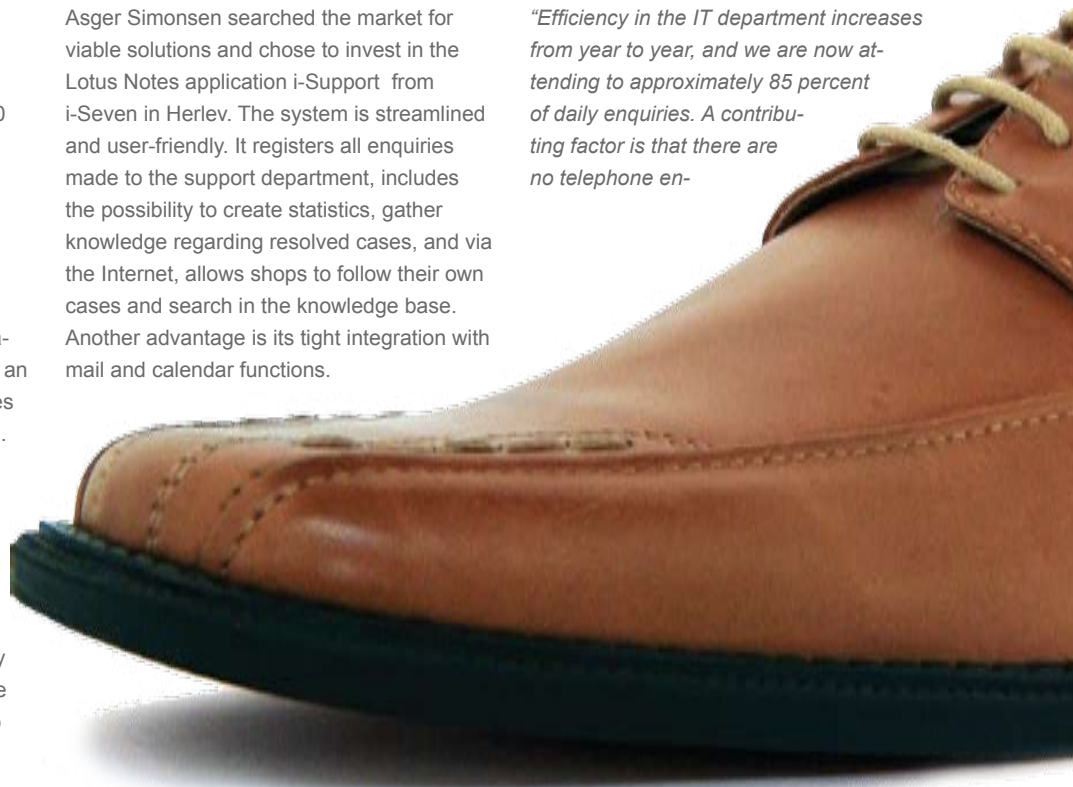 0
a-
an
es
.
y
e
Asger Simonsen searched the market for
viable solutions and chose to invest in the
Lotus Notes application i-Support from
i-Seven in Herlev. The system is streamlined
and user-friendly. It registers all enquiries
made to the support department, includes
the possibility to create statistics, gather
knowledge regarding resolved cases, and via
the Internet, allows shops to follow their own
cases and search in the knowledge base.
Another advantage is its tight integration with
mail and calendar functions.
“Efficiency in the IT department increases
from year to year, and we are now at-
tending to approximately 85 percent
of daily enquiries. A contribu-
ting factor is that there are
no telephone en-